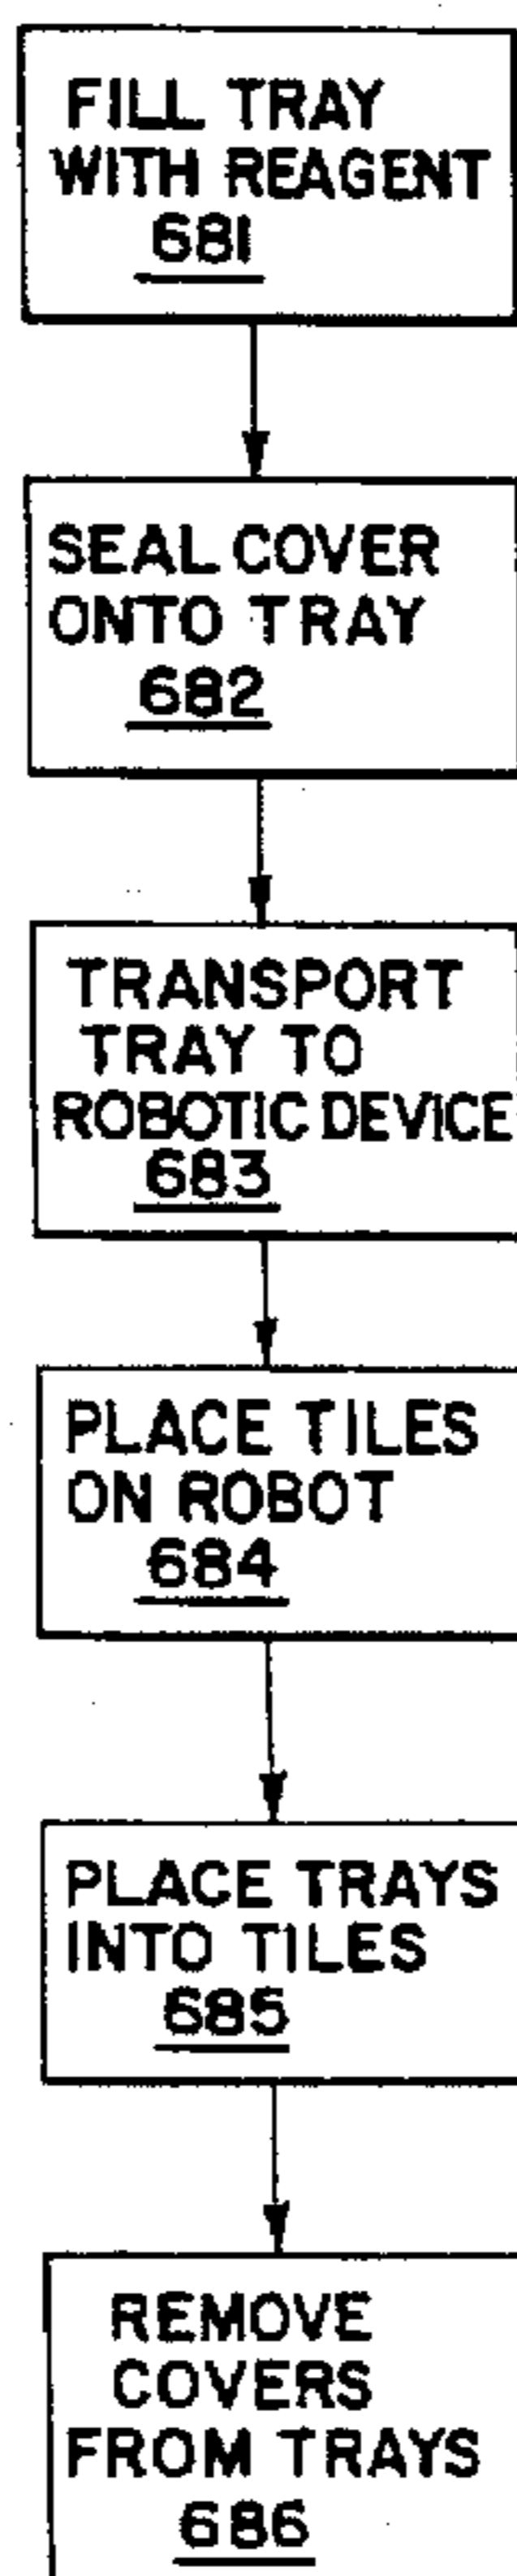 FILL TRAY
WITH REAGENT
681
SEAL COVER
ONTO TRAY
682
TRANSPORT
TRAY TO
ROBOTIC DEVICE
683
PLACE TILES
ON ROBOT
684
PLACE TRAYS
INTO TILES
685
REMOVE
COVERS
FROM TRAYS
686